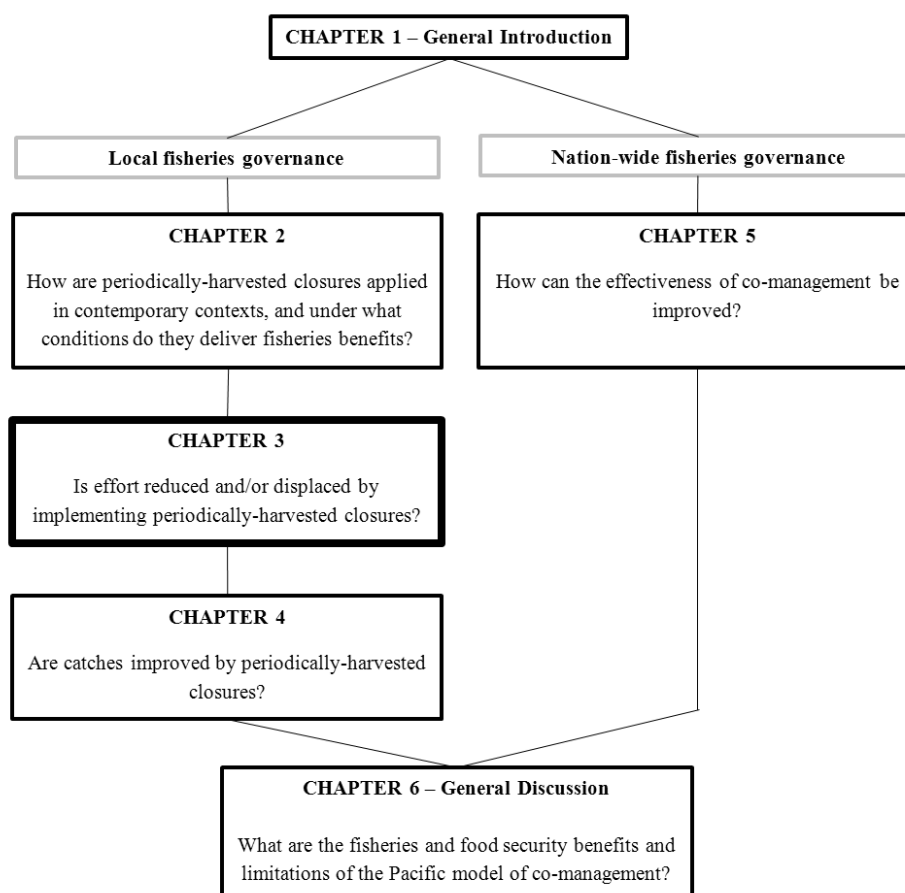 CHAPTER 1 – General Introduction
Local fisheries governance
Nation-wide fisheries governance
CHAPTER 2
How are periodically-harvested closures applied
in contemporary contexts, and under what
conditions do they deliver fisheries benefits?
CHAPTER 5
How can the effectiveness of co-management be
improved?
CHAPTER 3
Is effort reduced and/or displaced by
implementing periodically-harvested closures?
CHAPTER 4
Are catches improved by periodically-harvested
closures?
CHAPTER 6 – General Discussion
What are the fisheries and food security benefits and
limitations of the Pacific model of co-management?